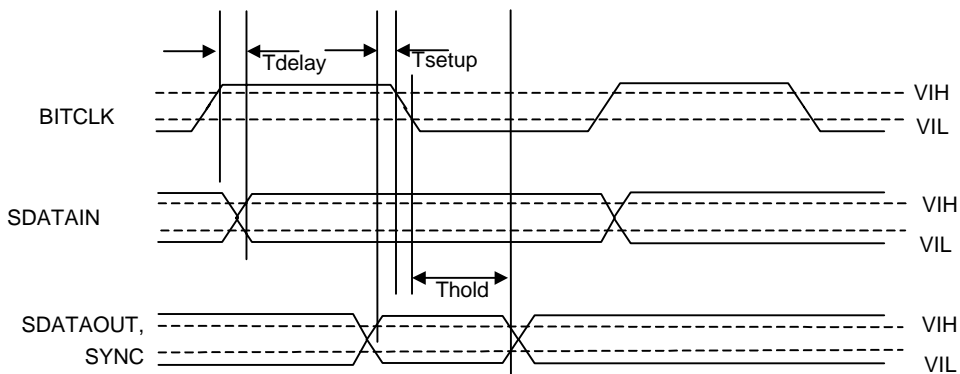 Tdelay
Tsetup
BITCLK
VIH
VIL
SDATAIN
VIH
VIL
Thold
SDATAOUT,
SYNC
VIH
VIL